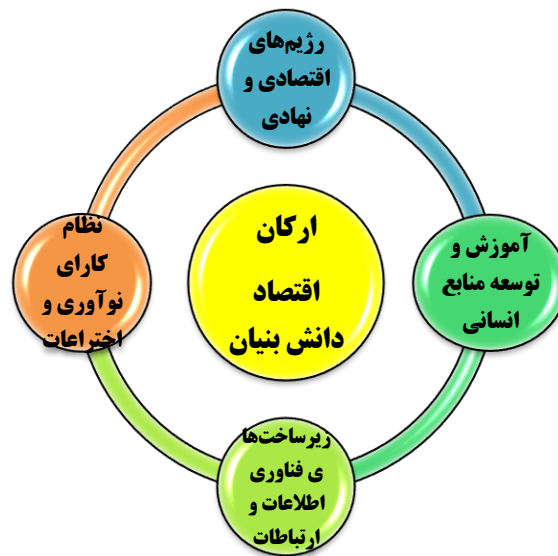 رژیم‌های
اقتصادی و
نهادی
نظام
کارای
نوآوری و
اختراعات
ارکان
اقتصاد
دانش بنیان
آموزش و
توسعه منابع
انسانی
زیرساخت‌ها
ی فناوری
اطلاعات و
ارتباطات